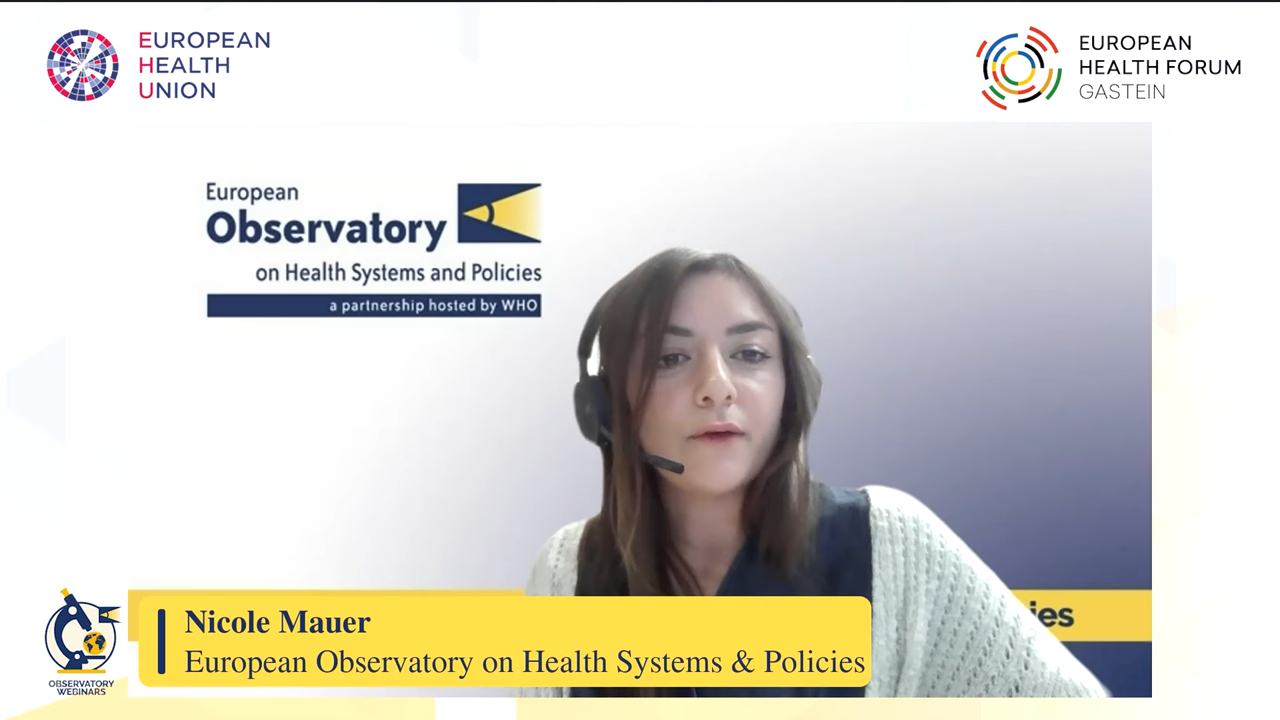 EUROPEAN
HEALTH
UNION
EUROPEAN
HEALTH FORUM
GASTEIN
European
Observatory
on Health Systems and Policies
a partnership hosted by WHO
ies
Nicole Mauer
European Observatory on Health Systems & Policies
OBSERVATORY
WEBINARS